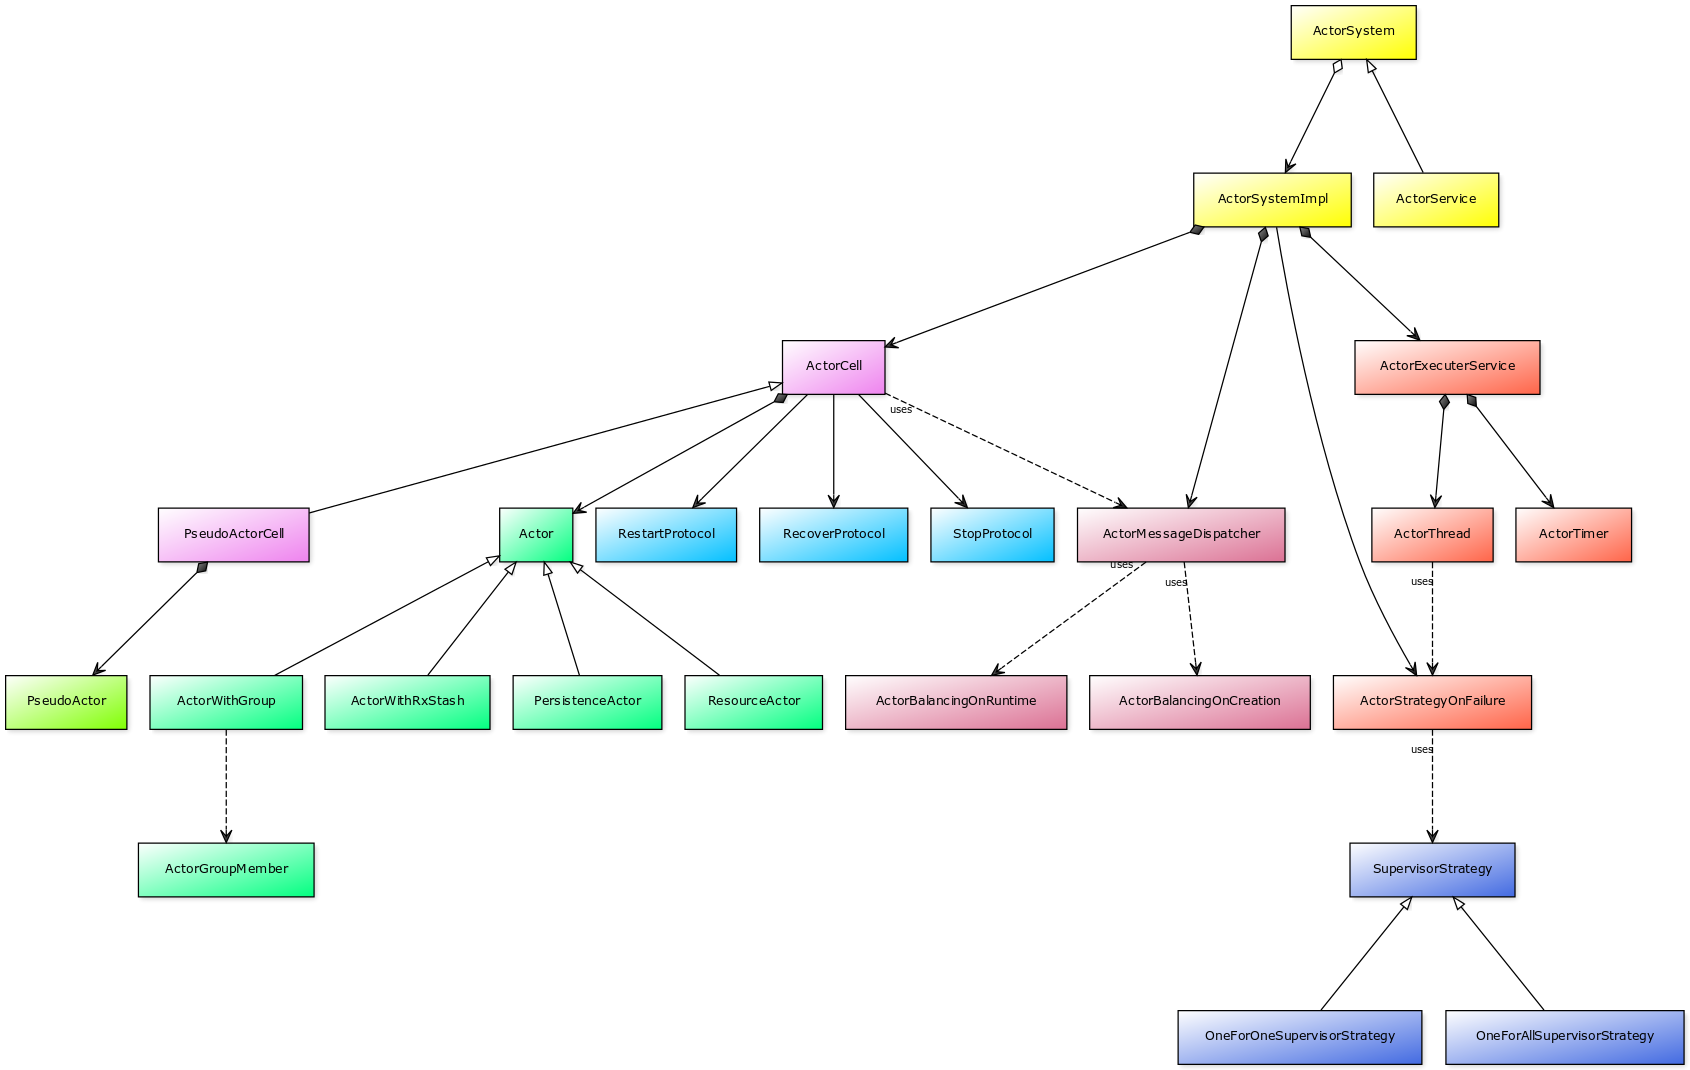 ActorSystem
ActorSystemImpl
ActorService
ActorCell
ActorExecuterService
uses
PseudoActorCell
Actor
RestartProtocol
RecoverProtocol
StopProtocol
ActorMessageDispatcher
ActorThread
ActorTimer
uses
uses
uses
PseudoActor
ActorWithGroup
ActorWithRxStash
PersistenceActor
ResourceActor
ActorBalancingOnRuntime
ActorBalancingOnCreation
ActorStrategyOnFailure
uses
ActorGroupMember
SupervisorStrategy
OneForOneSupervisorStrategy
OneForAllSupervisorStrategy